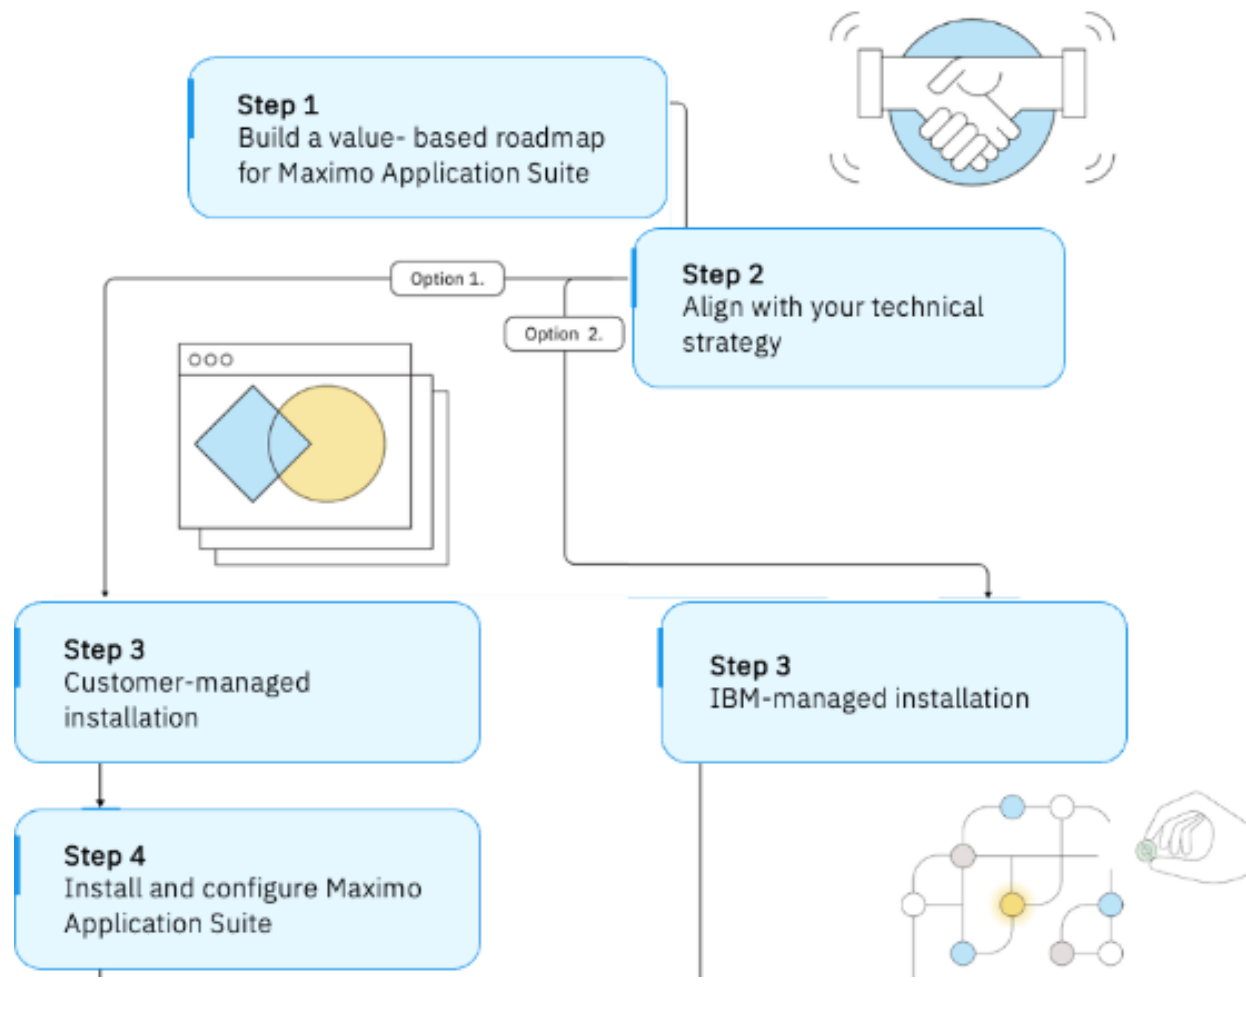 Step 1
Build a value- based roadmap
for Maximo Application Suite
Step 2
Align with your technical
strategy
Option 1.
Option 2.
Step 3
Customer-managed
installation
Step 3
IBM-managed installation
Step 4
Install and configure Maximo
Application Suite